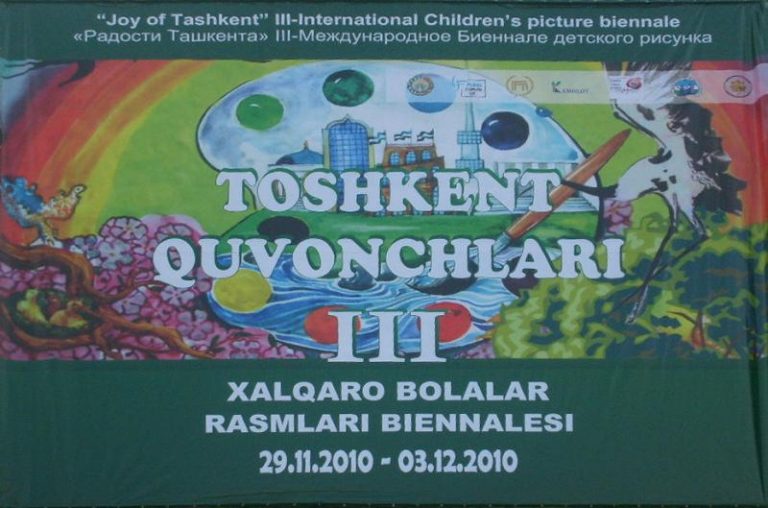 “Joy of Tashkent” III-International Children’s picture biennale
«Радости Ташкента» III-Международное Биеннале детского рисунка
TOSHKENT
QUVONCHLARI
III
XALQARO BOLALAR
RASMLARI BIENNALESI
29.11.2010 - 03.12.2010